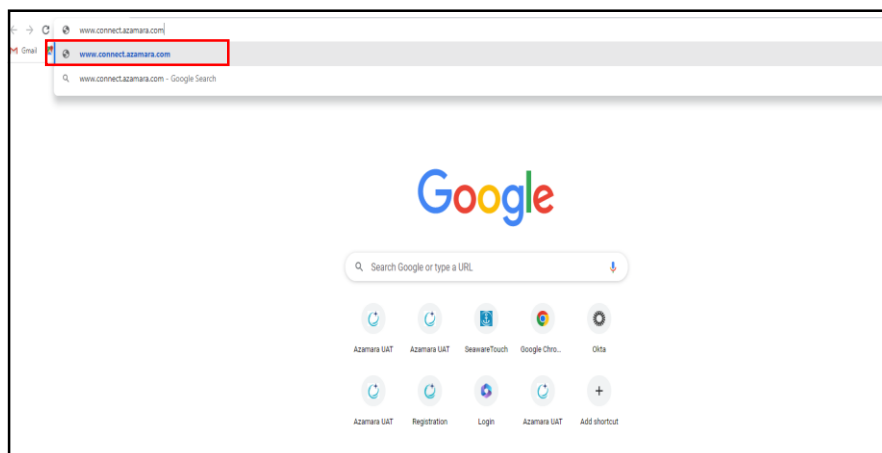 www.connect.azamara.com
Gmail
www.connect.azamara.com
www.connect.azamara.com - Google Search
Google
Search Google or type a URL
Azamara UAT Azamara UAT SeawareTouch Google Chro... Okta
Azamara UAT Registration Login Azamara UAT Add shortcut